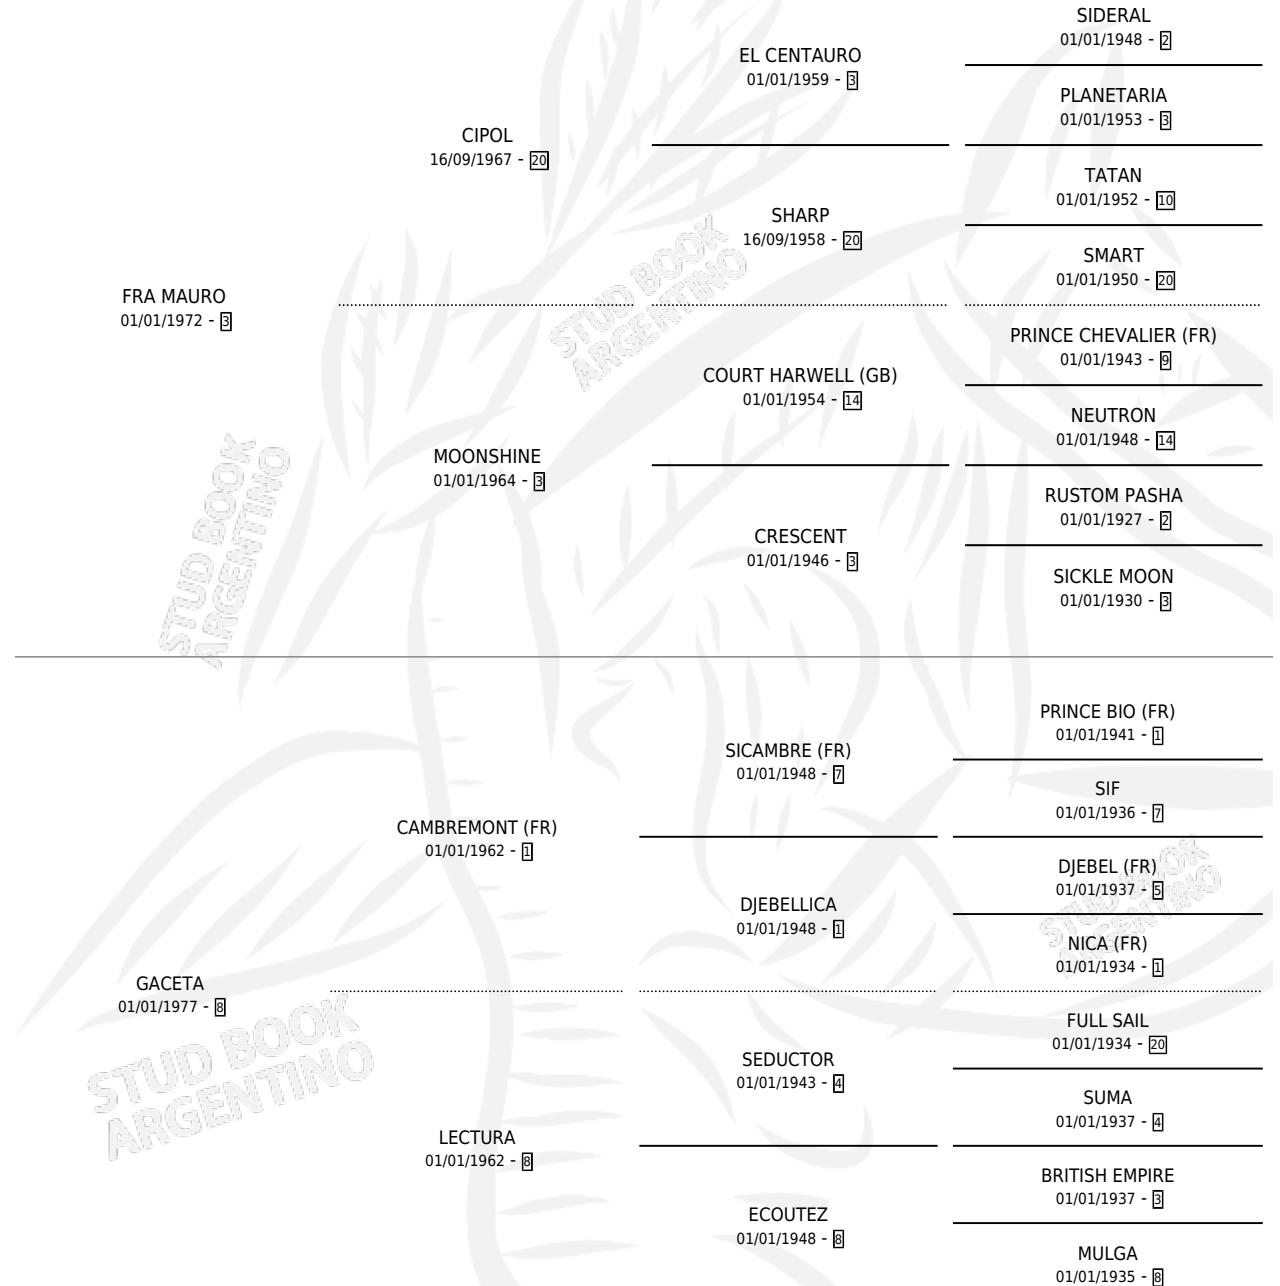 SIDERAL
01/01/1948 - 2
EL CENTAURO
01/01/1959 - 3
PLANETARIA
01/01/1953 - 3
CIPOL
16/09/1967 - 20
TATAN
01/01/1952 - 10
SHARP
16/09/1958 - 20
SMART
01/01/1950 - 20
FRA MAURO
01/01/1972 - 3
PRINCE CHEVALIER (FR)
01/01/1943 - 9
COURT HARWELL (GB)
01/01/1954 - 14
NEUTRON
01/01/1948 - 14
MOONSHINE
01/01/1964 - 3
RUSTOM PASHA
01/01/1927 - 2
CRESCENT
01/01/1946 - 3
SICKLE MOON
01/01/1930 - 3
PRINCE BIO (FR)
01/01/1941 - 1
SICAMBRE (FR)
01/01/1948 - 7
SIF
01/01/1936 - 7
CAMBREMONT (FR)
01/01/1962 - 1
DJEBEL (FR)
01/01/1937 - 5
DJEBELLICA
01/01/1948 - 1
NICA (FR)
01/01/1934 - 1
GACETA
01/01/1977 - 8
FULL SAIL
01/01/1934 - 20
SEDUCTOR
01/01/1943 - 4
SUMA
01/01/1937 - 4
LECTURA
01/01/1962 - 8
BRITISH EMPIRE
01/01/1937 - 3
ECOUTEZ
01/01/1948 - 8
MULGA
01/01/1935 - 8
STUD BOOK
ARGENTINO
STUD BOOK
ARGENTINO
STUD BOOK
ARGENTINO
STUD BOOK
ARGENTINO